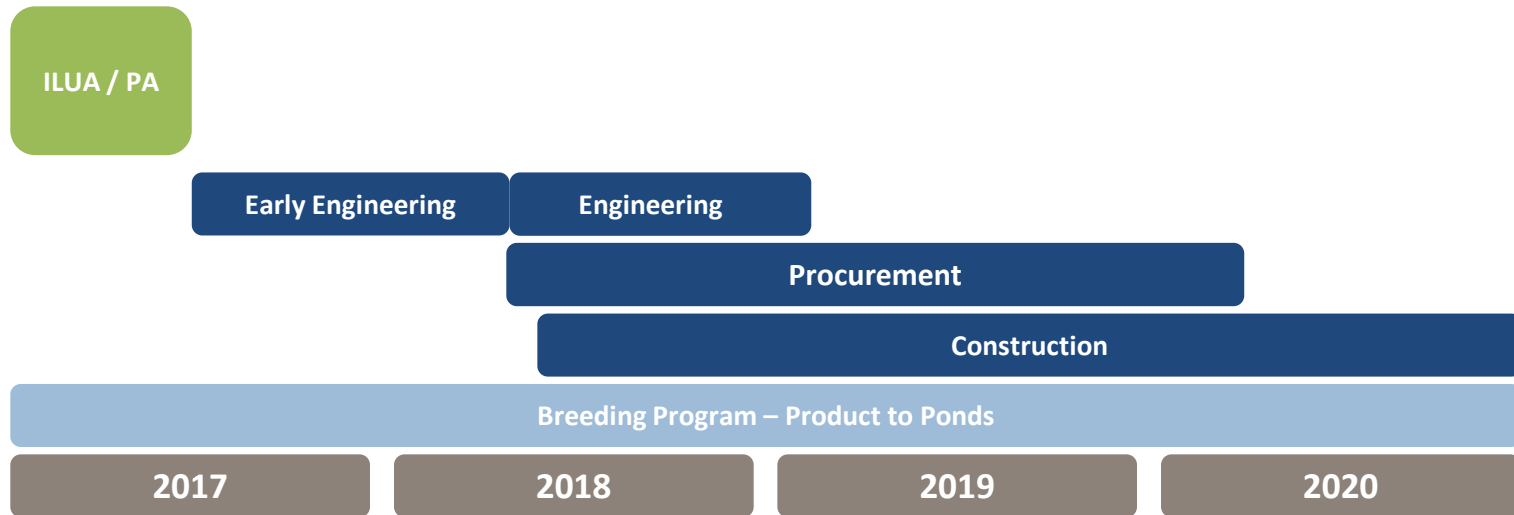 ILUA / PA
Early Engineering
Engineering
Procurement
Construction
Breeding Program – Product to Ponds
2017
2018
2019
2020